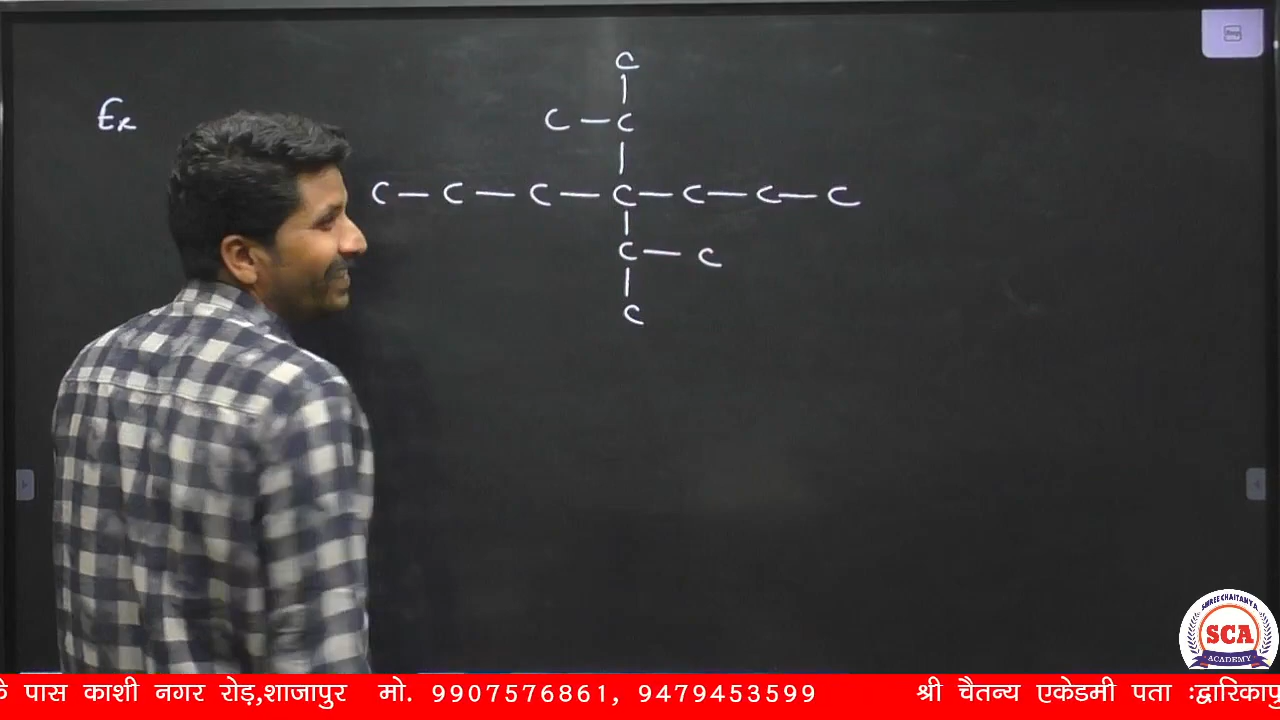 Ex
C
|
C — C
|
C — C — C — C — C — C — C
|
C — C
|
C
SHREE CHAITANYA
SCA
ACADEMY
के पास काशी नगर रोड़,शाजापुर मो. 9907576861, 9479453599 श्री चैतन्य एकेडमी पता :द्वारिकापु